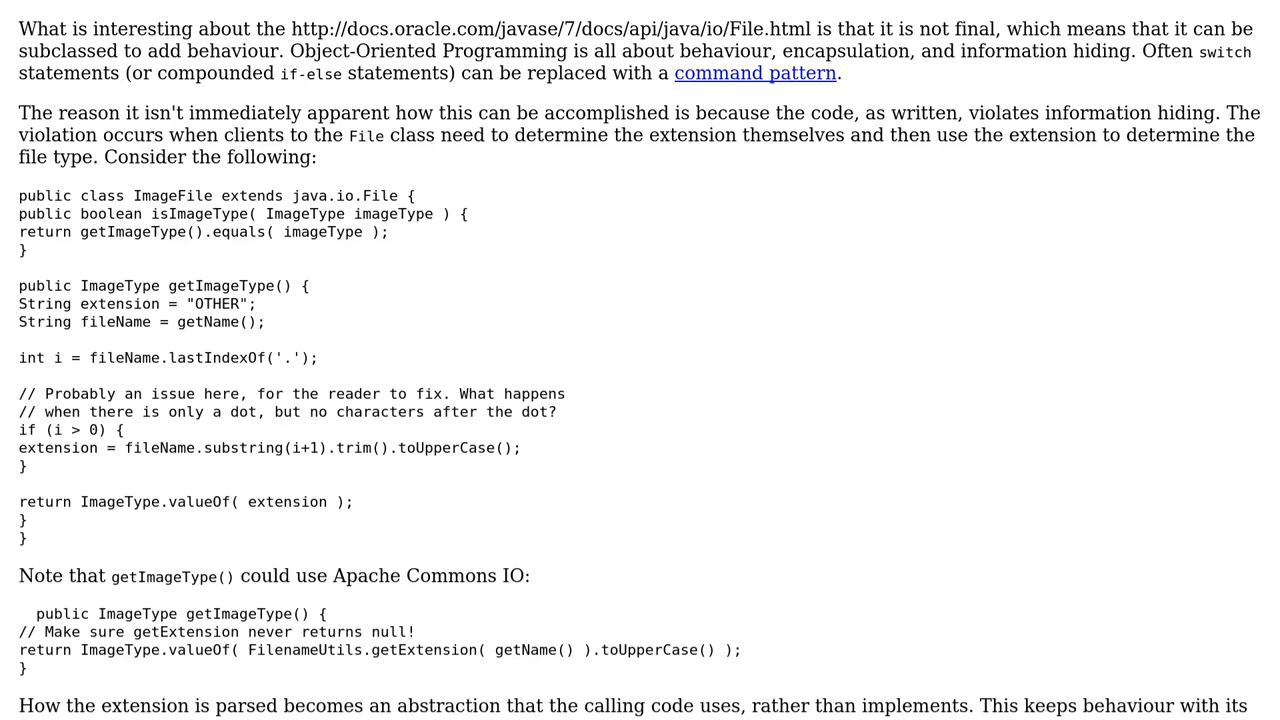 What is interesting about the http://docs.oracle.com/javase/7/docs/api/java/io/File.html is that it is not final, which means that it can be
subclassed to add behaviour. Object-Oriented Programming is all about behaviour, encapsulation, and information hiding. Often switch
statements (or compounded if-else statements) can be replaced with a command pattern.
The reason it isn't immediately apparent how this can be accomplished is because the code, as written, violates information hiding. The
violation occurs when clients to the File class need to determine the extension themselves and then use the extension to determine the
file type. Consider the following:
public class ImageFile extends java.io.File {
public boolean isImageType( ImageType imageType ) {
return getImageType().equals( imageType );
}
public ImageType getImageType() {
String extension = "OTHER";
String fileName = getName();
int i = fileName.lastIndexOf('.');
// Probably an issue here, for the reader to fix. What happens
// when there is only a dot, but no characters after the dot?
if (i > 0) {
extension = fileName.substring(i+1).trim().toUpperCase();
}
return ImageType.valueOf( extension );
}
}
Note that getImageType() could use Apache Commons IO:
public ImageType getImageType() {
// Make sure getExtension never returns null!
return ImageType.valueOf( FilenameUtils.getExtension( getName() ).toUpperCase() );
}
How the extension is parsed becomes an abstraction that the calling code uses, rather than implements. This keeps behaviour with its